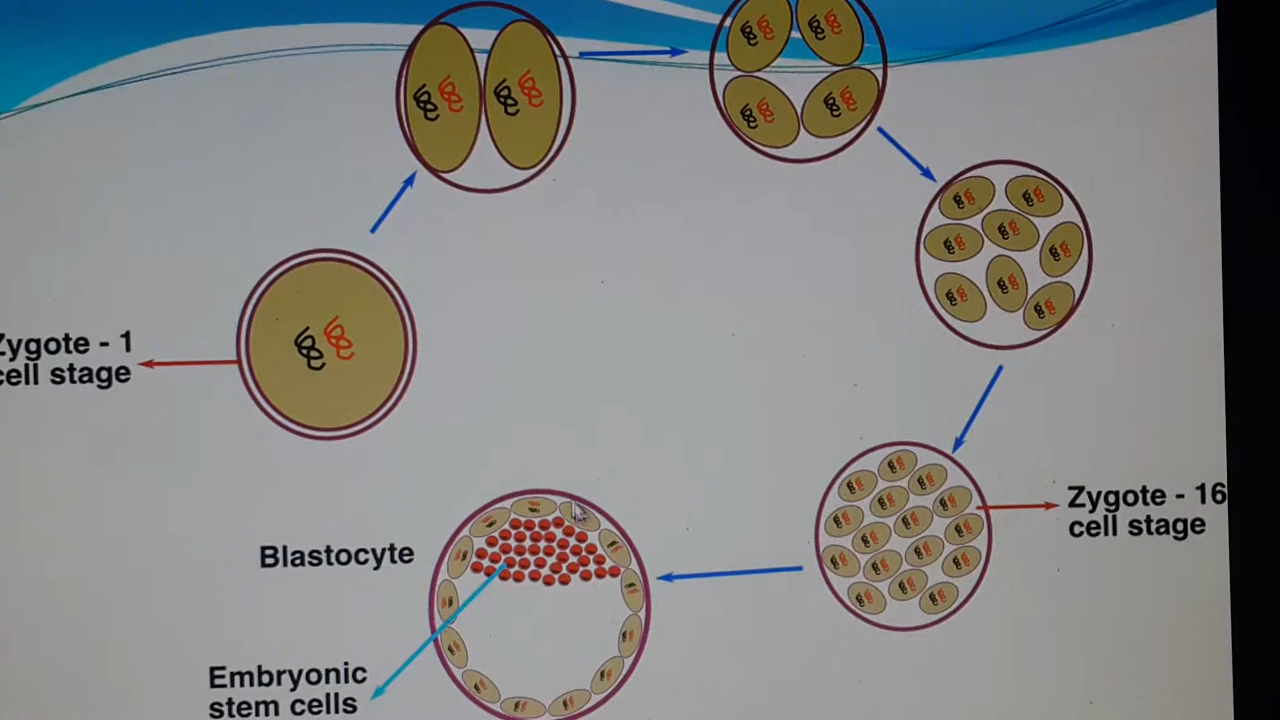 Zygote - 1
cell stage
Zygote - 16
cell stage
Blastocyte
Embryonic
stem cells